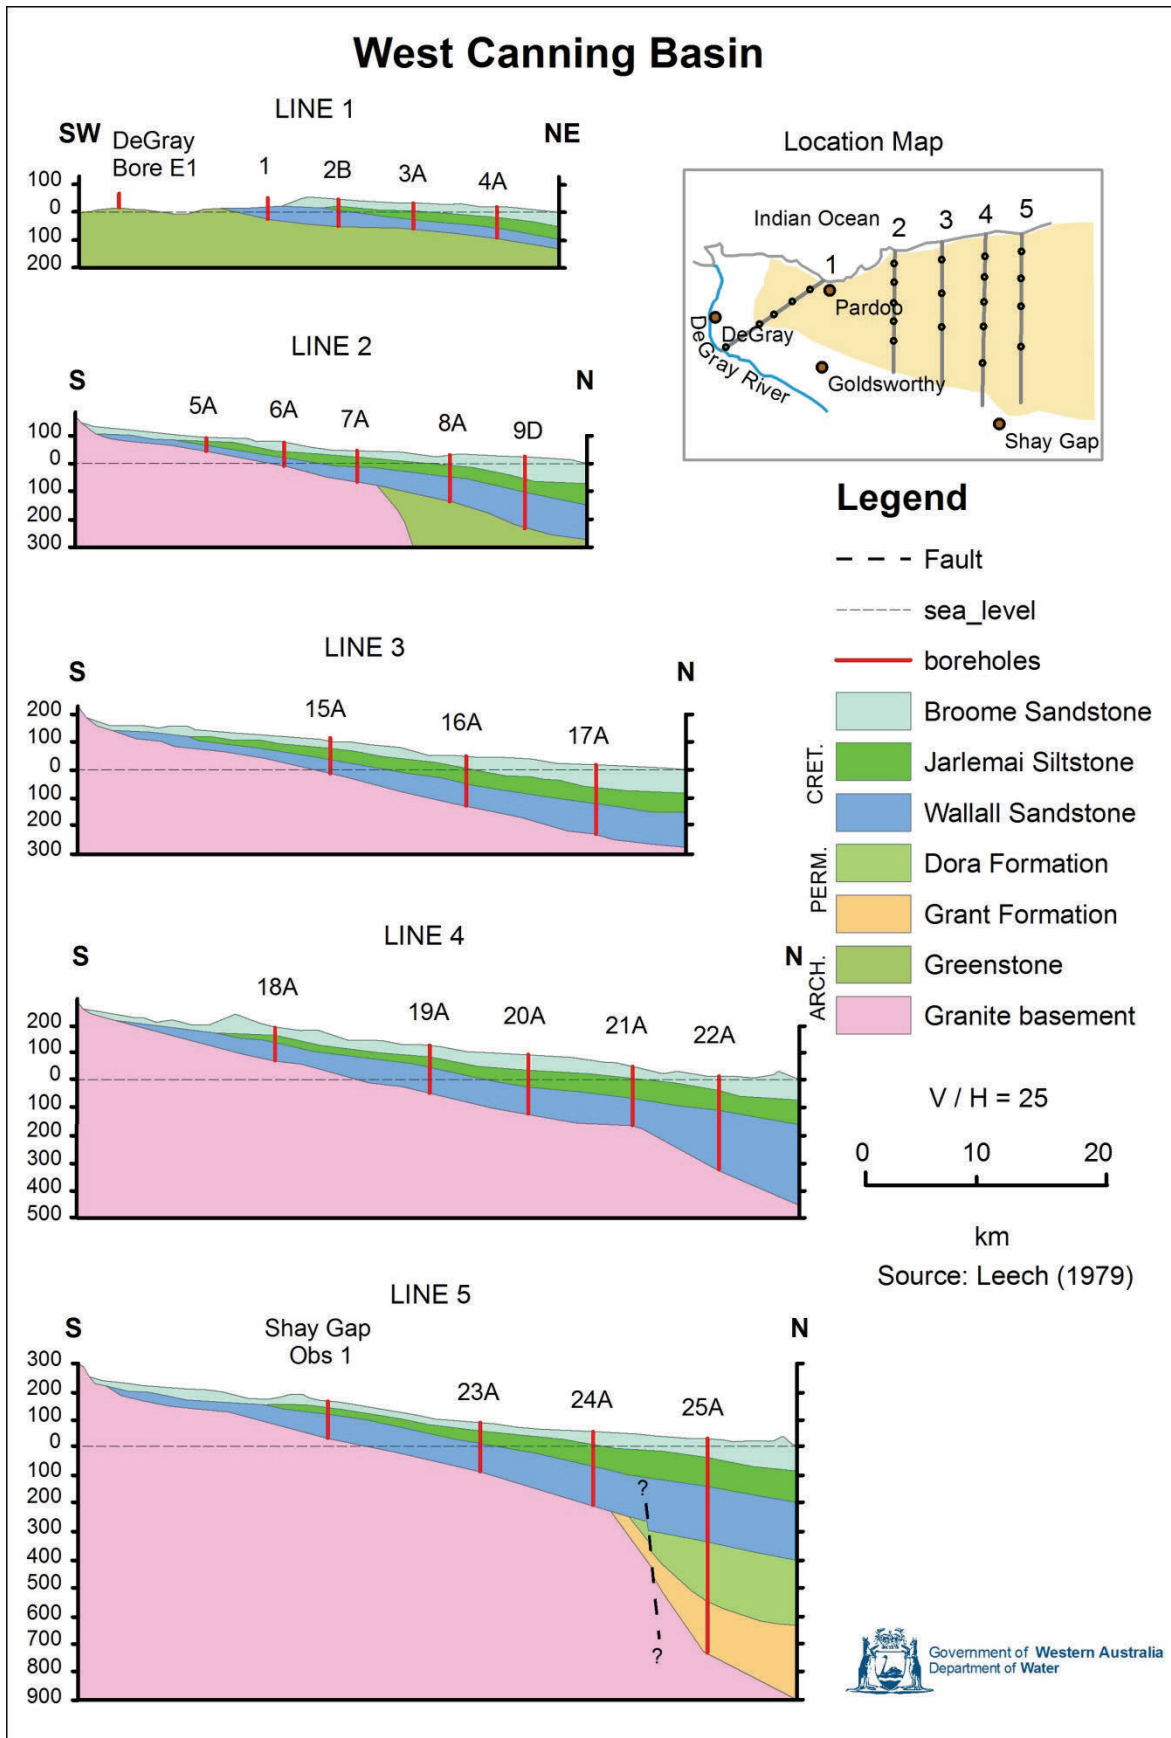 West Canning Basin
LINE 1
SW
DeGray
Bore E1
1
2B
3A
4A
NE
100
0
100
200
Location Map
Indian Ocean
1
2
3
4
5
Pardoo
DeGray
DeGray River
Goldsworthy
Shay Gap
LINE 2
S
N
5A
6A
7A
8A
9D
100
0
100
200
300
LINE 3
S
N
15A
16A
17A
200
100
0
100
200
300
LINE 4
S
N
18A
19A
20A
21A
22A
200
100
0
100
200
300
400
500
LINE 5
S
N
Shay Gap
Obs 1
23A
24A
25A
300
200
100
0
100
200
300
400
500
600
700
800
900
?
?
Legend
Fault
sea_level
boreholes
CRET.
Broome Sandstone
Jarlemai Siltstone
Wallall Sandstone
PERM.
Dora Formation
Grant Formation
ARCH.
Greenstone
Granite basement
V / H = 25
0 10 20
km
Source: Leech (1979)
Government of Western Australia
Department of Water